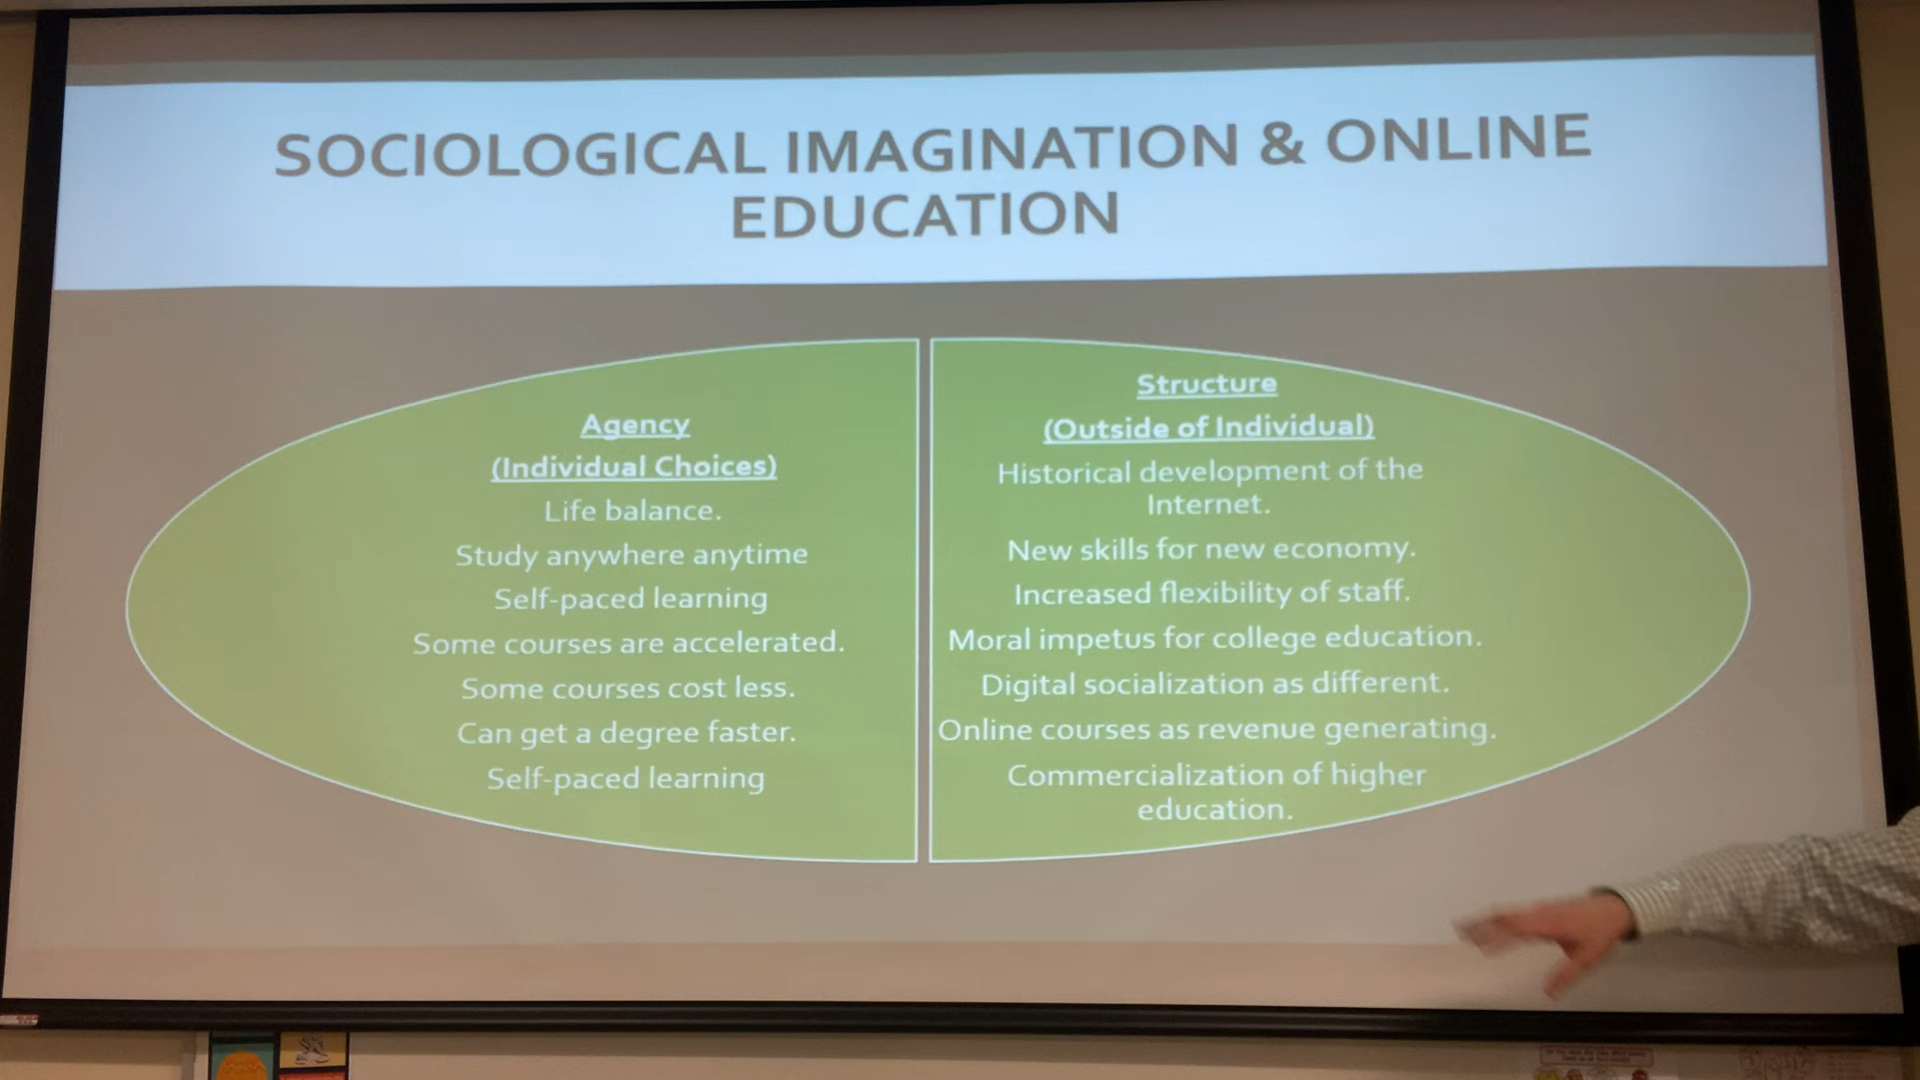 SOCIOLOGICAL IMAGINATION & ONLINE
EDUCATION
Agency
(Individual Choices)
Life balance.
Study anywhere anytime
Self-paced learning
Some courses are accelerated.
Some courses cost less.
Can get a degree faster.
Self-paced learning
Structure
(Outside of Individual)
Historical development of the
Internet.
New skills for new economy.
Increased flexibility of staff.
Moral impetus for college education.
Digital socialization as different.
Online courses as revenue generating.
Commercialization of higher
education.